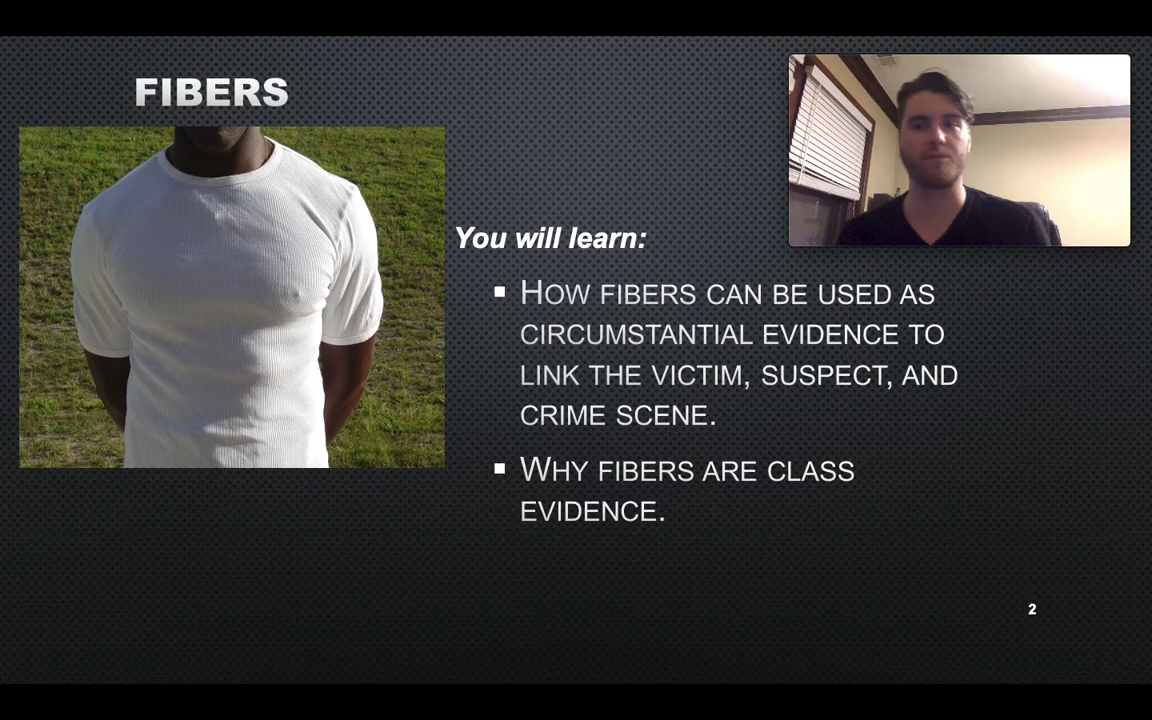 FIBERS
You will learn:
▪ HOW FIBERS CAN BE USED AS
CIRCUMSTANTIAL EVIDENCE TO
LINK THE VICTIM, SUSPECT, AND
CRIME SCENE.
▪ WHY FIBERS ARE CLASS
EVIDENCE.
2